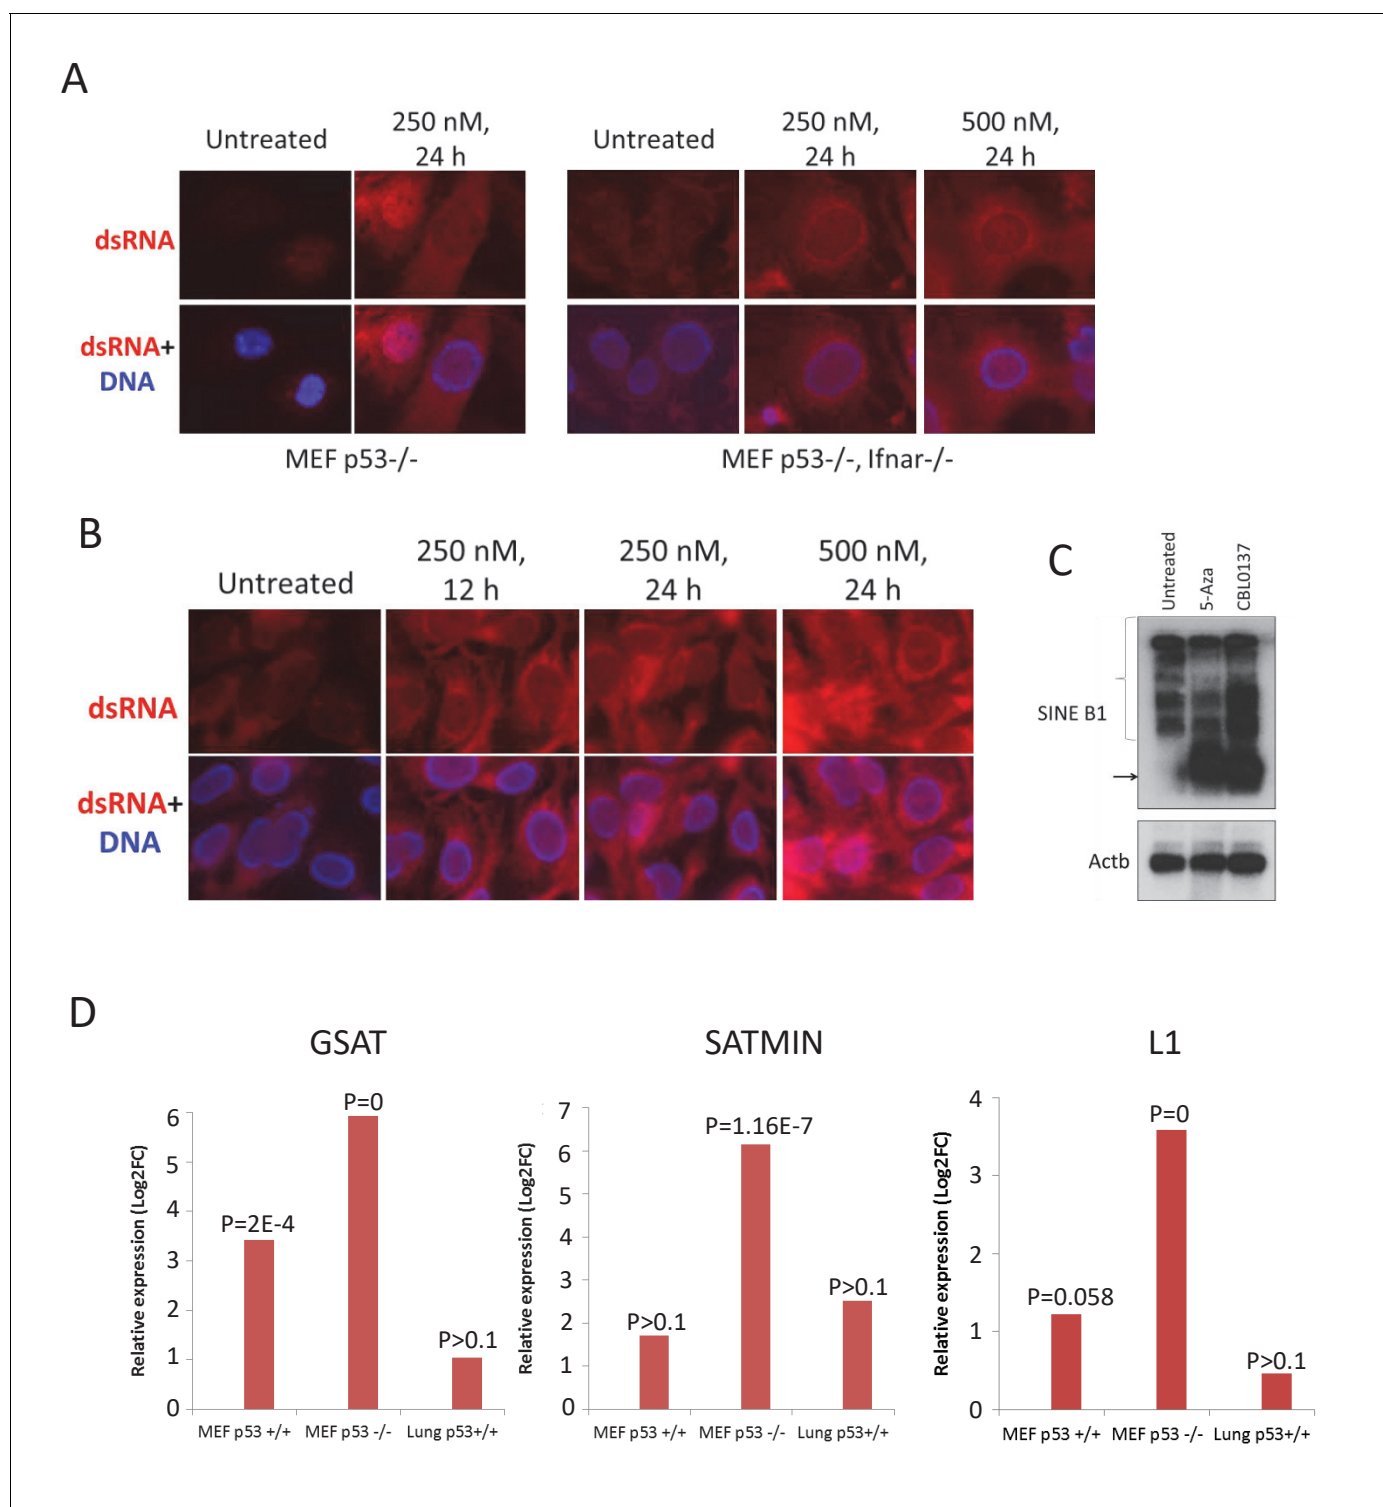 A
Untreated
250 nM,
24 h
Untreated
250 nM,
24 h
500 nM,
24 h
dsRNA
dsRNA+
DNA
MEF p53-/-
MEF p53-/-, Ifnar-/-
B
Untreated
250 nM,
12 h
250 nM,
24 h
500 nM,
24 h
dsRNA
dsRNA+
DNA
C
Untreated
5-Aza
CBL0137
SINE B1
Actb
D
GSAT
Relative expression (Log2FC)
6
5
4
3
2
1
0
P=2E-4
P=0
P>0.1
MEF p53 +/+
MEF p53 -/-
Lung p53+/+
SATMIN
Relative expression (Log2FC)
7
6
5
4
3
2
1
0
P>0.1
P=1.16E-7
P>0.1
MEF p53 +/+
MEF p53 -/-
Lung p53+/+
L1
Relative expression (Log2FC)
4
3
2
1
0
P=0.058
P=0
P>0.1
MEF p53 +/+
MEF p53 -/-
Lung p53+/+